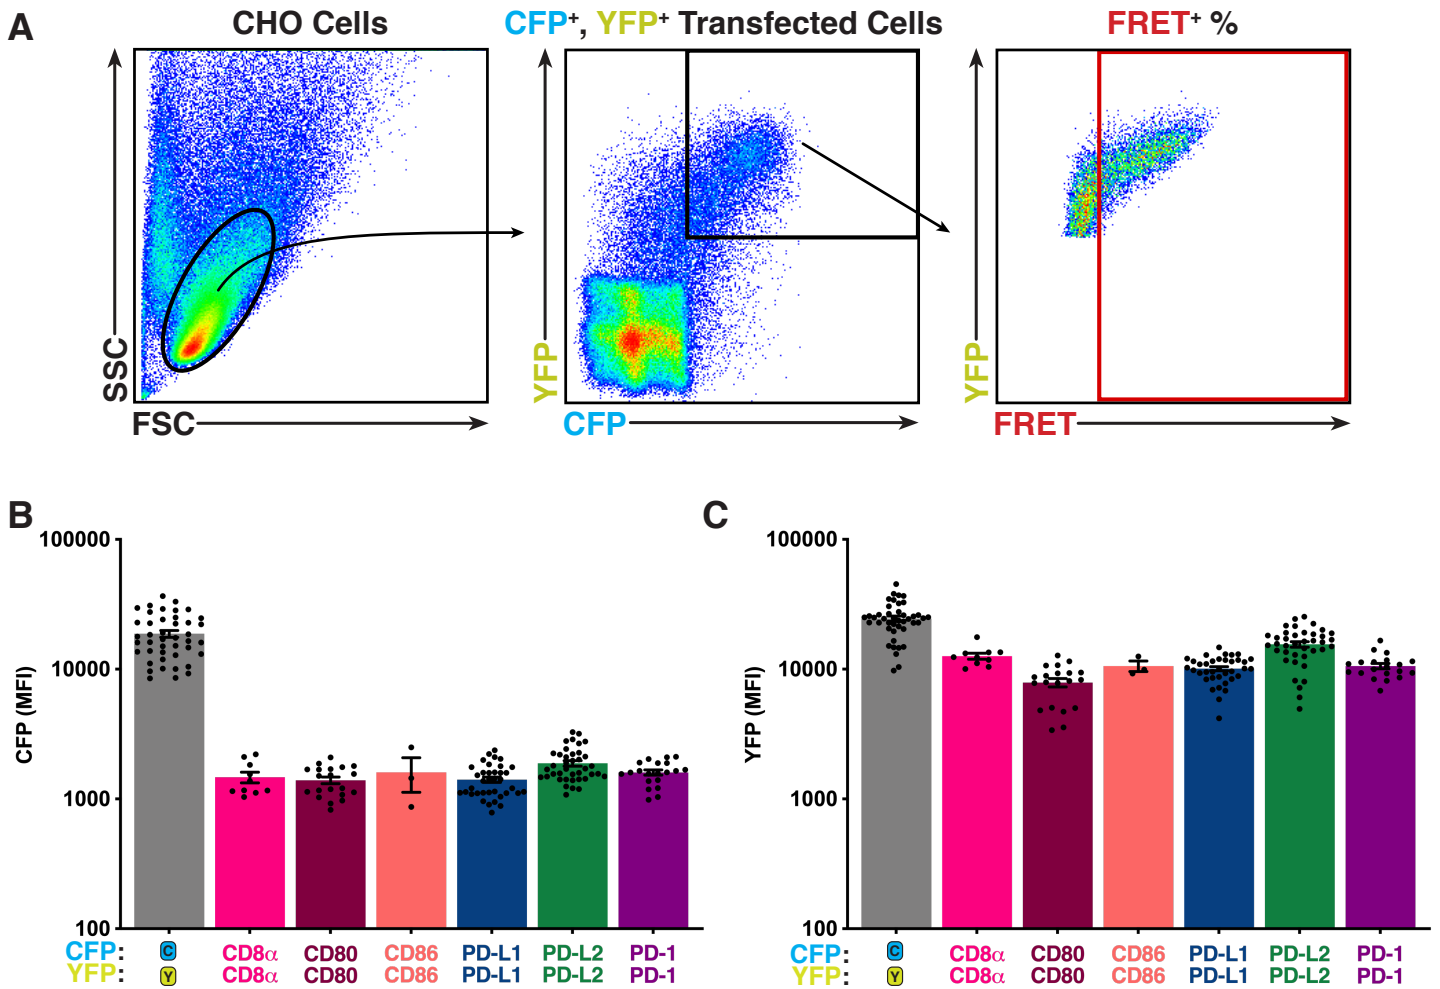 A
CHO Cells
CFP+, YFP+ Transfected Cells
FRET+ %
SSC
FSC
YFP
CFP
YFP
FRET
B
100000
10000
1000
100
CFP (MFI)
CFP: C CD8α CD80 CD86 PD-L1 PD-L2 PD-1
YFP: Y CD8α CD80 CD86 PD-L1 PD-L2 PD-1
C
100000
10000
1000
100
YFP (MFI)
CFP: C CD8α CD80 CD86 PD-L1 PD-L2 PD-1
YFP: Y CD8α CD80 CD86 PD-L1 PD-L2 PD-1